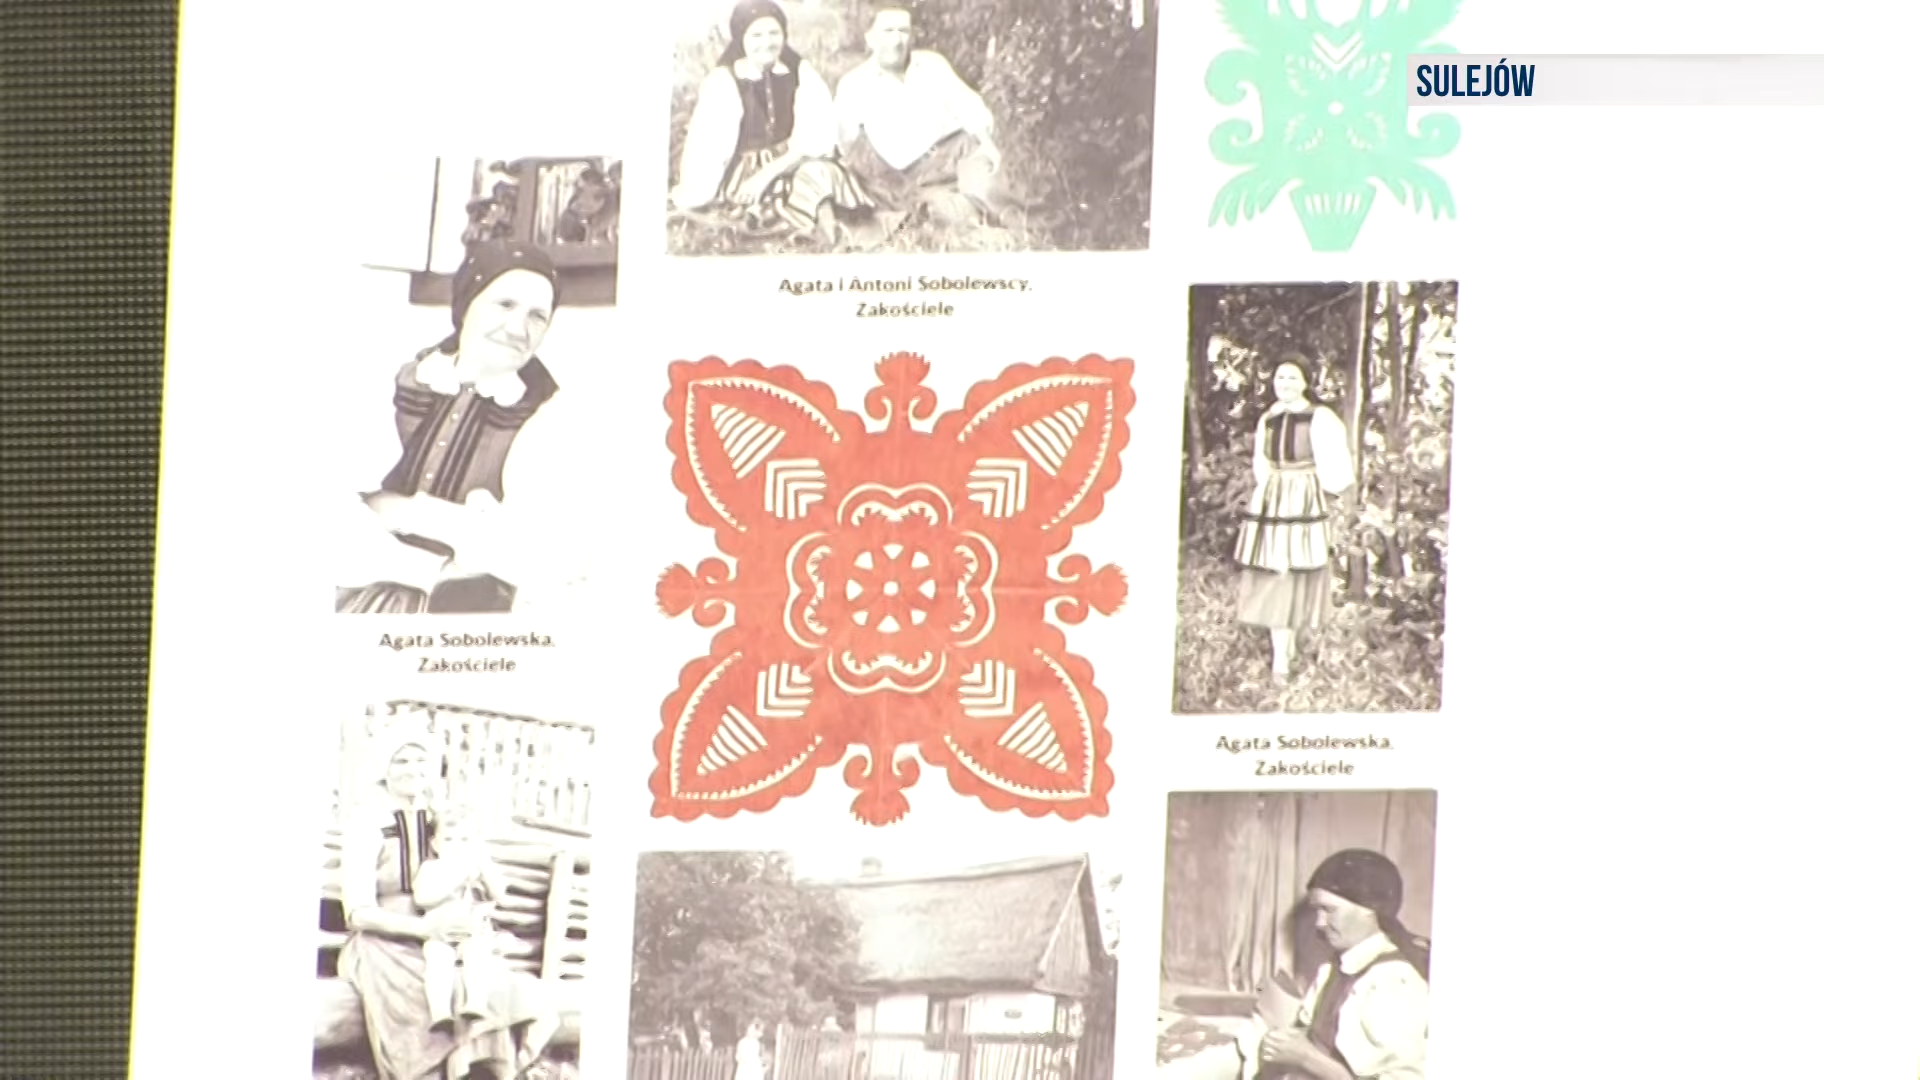 SULEJÓW
Agata i Antoni Sobolewscy,
Zakościele
Agata Sobolewska,
Zakościele
Agata Sobolewska,
Zakościele